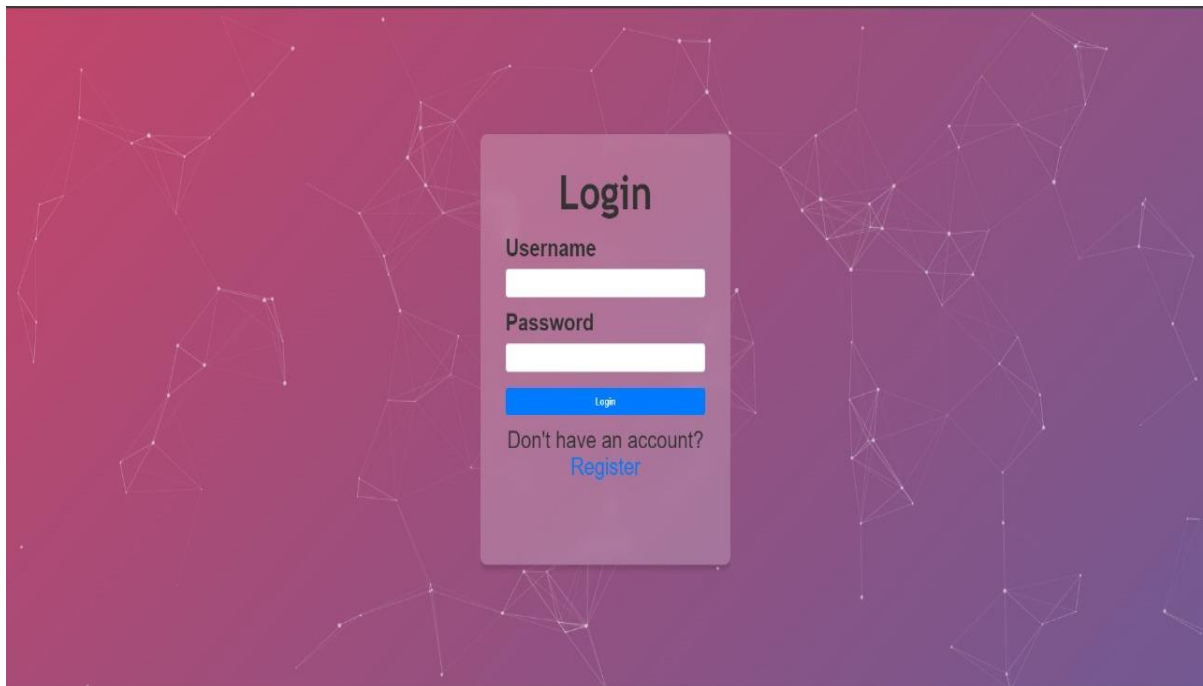 Login
Username
Password
Login
Don't have an account?
Register